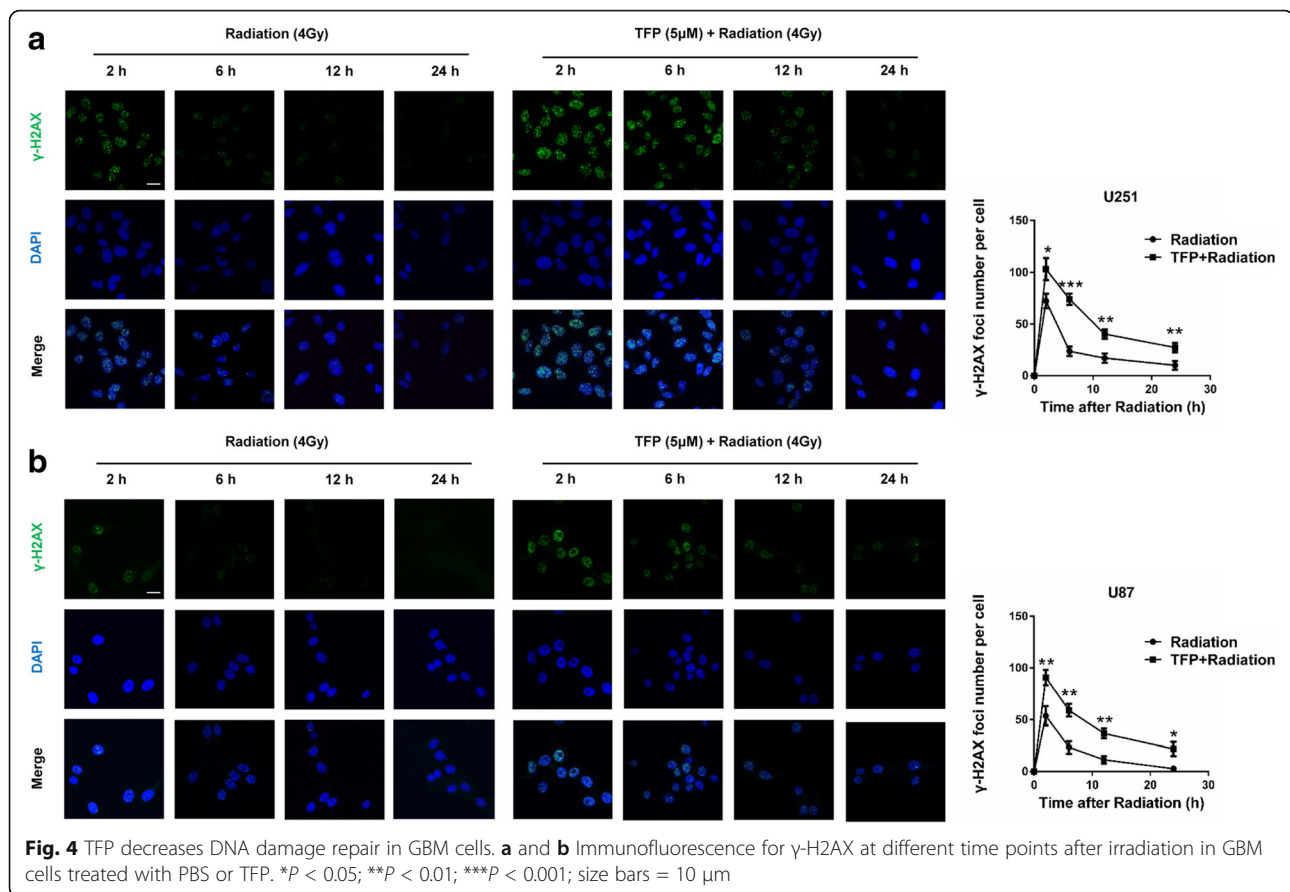 a
Radiation (4Gy)
TFP (5μM) + Radiation (4Gy)
2 h 6 h 12 h 24 h 2 h 6 h 12 h 24 h
γ-H2AX
DAPI
Merge
U251
Radiation
TFP+Radiation
γ-H2AX foci number per cell
150
100
50
0
* *** ** **
0 10 20 30
Time after Radiation (h)
b
Radiation (4Gy)
TFP (5μM) + Radiation (4Gy)
2 h 6 h 12 h 24 h 2 h 6 h 12 h 24 h
γ-H2AX
DAPI
Merge
U87
Radiation
TFP+Radiation
γ-H2AX foci number per cell
150
100
50
0
** ** ** *
0 10 20 30
Time after Radiation (h)
Fig. 4 TFP decreases DNA damage repair in GBM cells. a and b Immunofluorescence for γ-H2AX at different time points after irradiation in GBM
cells treated with PBS or TFP. *P < 0.05; **P < 0.01; ***P < 0.001; size bars = 10 μm